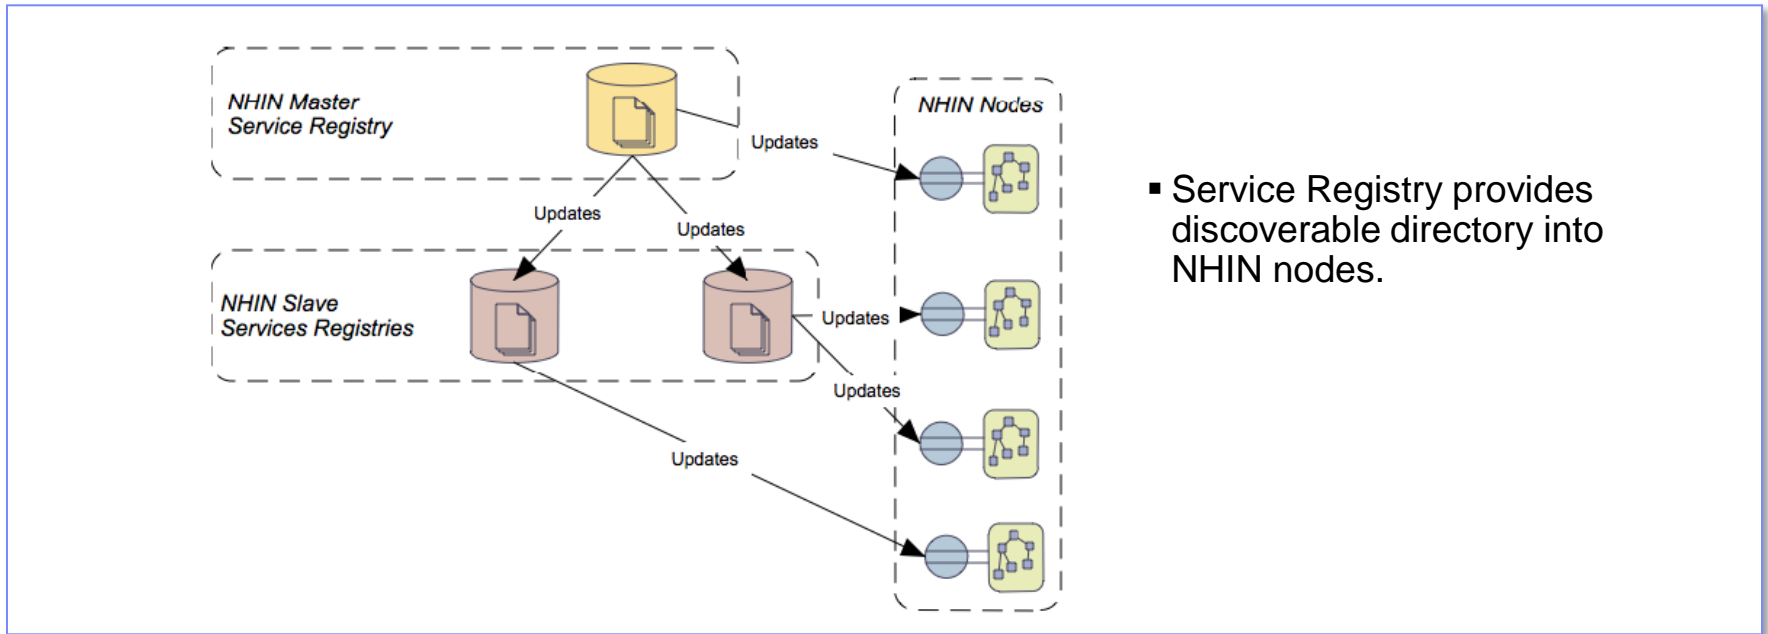 NHIN Master
Service Registry
NHIN Nodes
Updates
Updates
Updates
NHIN Slave
Services Registries
Updates
Updates
Updates
▪ Service Registry provides
discoverable directory into
NHIN nodes.